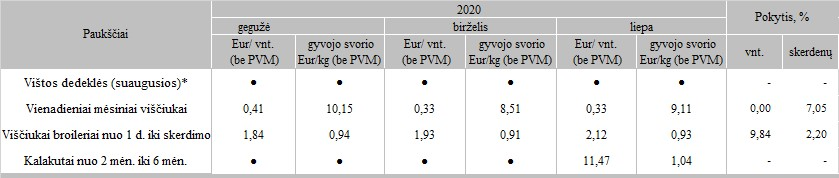 Paukščiai 2020 Pokytis, %
gegužė birželis liepa
Eur/ vnt. (be PVM) gyvojo svorio Eur/kg (be PVM) Eur/ vnt. (be PVM) gyvojo svorio Eur/kg (be PVM) Eur/ vnt. (be PVM) gyvojo svorio Eur/kg (be PVM) vnt. skerdenų
Vištos dedeklės (suaugusios)* ● ● ● ● ● ● - -
Vienadieniai mėsiniai viščiukai 0,41 10,15 0,33 8,51 0,33 9,11 0,00 7,05
Viščiukai broileriai nuo 1 d. iki skerdimo 1,84 0,94 1,93 0,91 2,12 0,93 9,84 2,20
Kalakutai nuo 2 mėn. iki 6 mėn. ● ● ● ● 11,47 1,04 - -